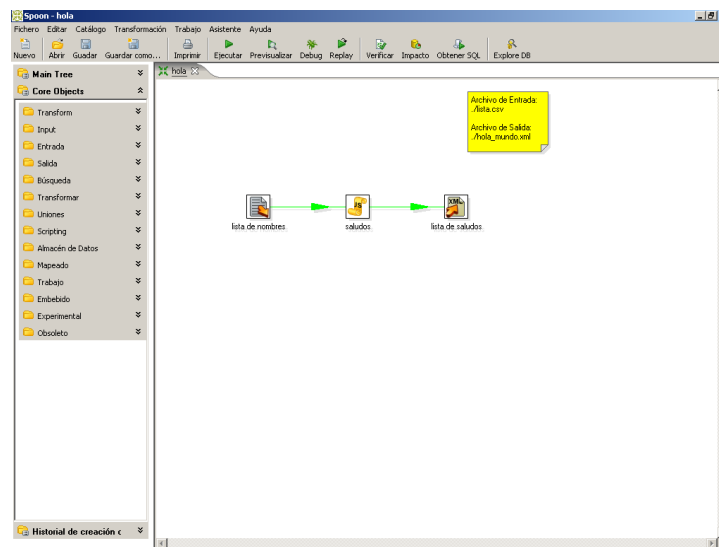 Spoon - hola
Fichero Editar Catálogo Transformación Trabajo Asistente Ayuda
Nuevo Abrir Guadar Guardar como... Imprimir Ejecutar Previsualizar Debug Replay Verificar Impacto Obtener SQL Explore DB
Main Tree
Core Objects
Transform
Input
Entrada
Salida
Búsqueda
Transformar
Uniones
Scripting
Almacén de Datos
Mapeado
Trabajo
Embebido
Experimental
Obsoleto
Historial de creación c
hola
Archivo de Entrada:
./lista.csv
Archivo de Salida:
./hola_mundo.xml
JS
XML
lista de nombres saludos lista de saludos